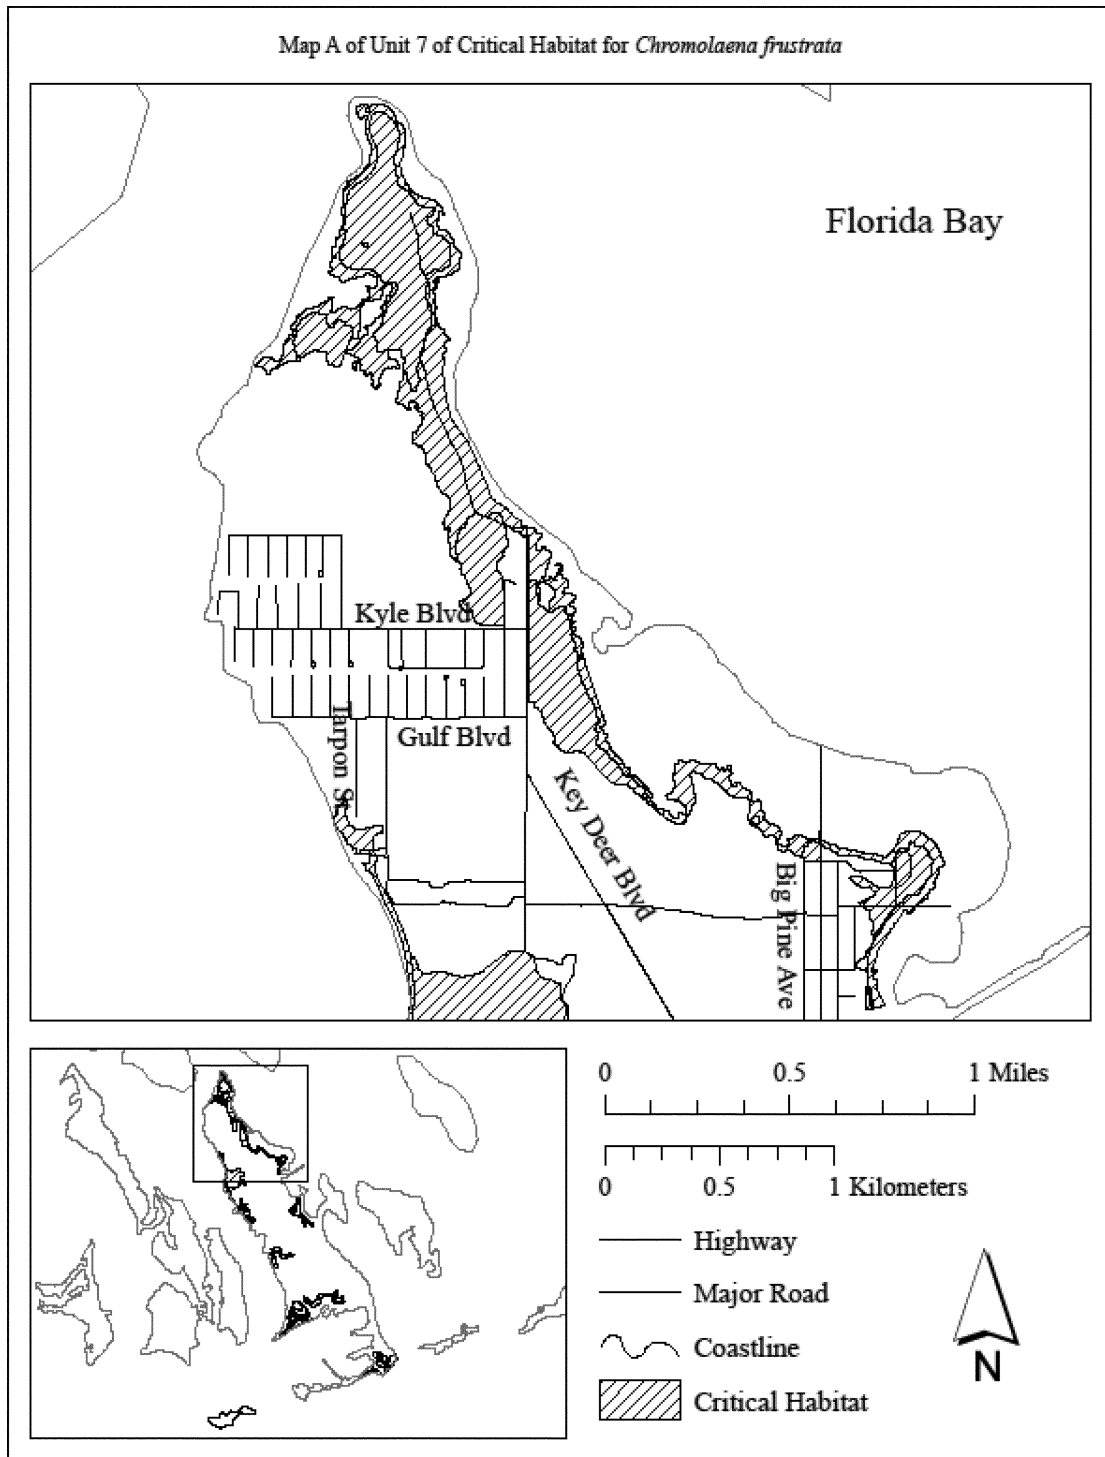 Map A of Unit 7 of Critical Habitat for Chromolaena frustrata
Florida Bay
Kyle Blvd
Tarpon St.
Gulf Blvd
Key Deer Blvd
Big Pine Ave
0 0.5 1 Miles
0 0.5 1 Kilometers
Highway
Major Road
Coastline
Critical Habitat
N